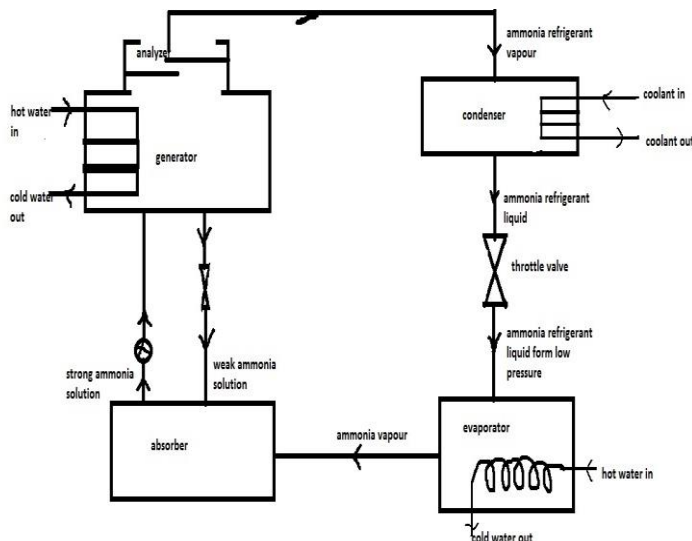 analyzer
ammonia refrigerant
vapour
coolant in
condenser
coolant out
hot water
in
generator
cold water
out
ammonia refrigerant
liquid
throttle valve
ammonia refrigerant
liquid form low
pressure
strong ammonia
solution
weak ammonia
solution
absorber
ammonia vapour
evaporator
hot water in
cold water out